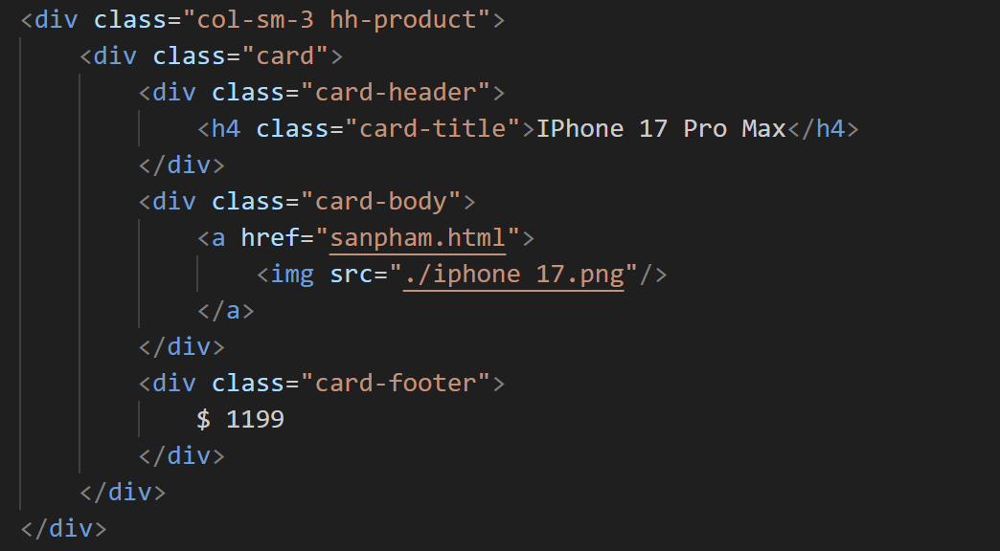 <div class="col-sm-3 hh-product">
<div class="card">
<div class="card-header">
<h4 class="card-title">IPhone 17 Pro Max</h4>
</div>
<div class="card-body">
<a href="sanpham.html">
<img src="./iphone 17.png"/>
</a>
</div>
<div class="card-footer">
$ 1199
</div>
</div>
</div>